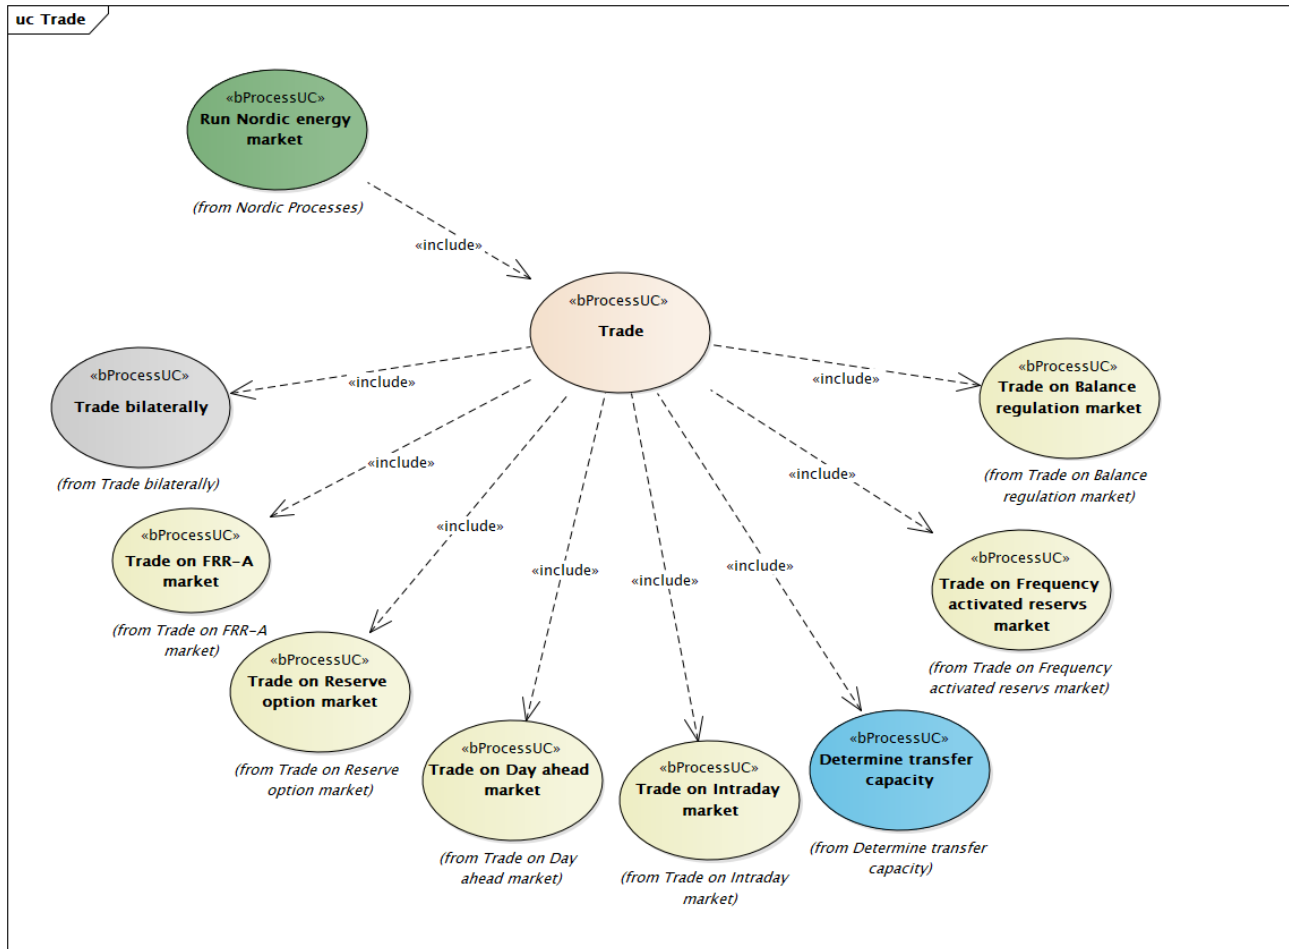 uc Trade
«bProcessUC»
Run Nordic energy
market
(from Nordic Processes)
«include»
«bProcessUC»
Trade
«include»
«bProcessUC»
Trade bilaterally
(from Trade bilaterally)
«include»
«bProcessUC»
Trade on FRR-A
market
(from Trade on FRR-A
market)
«include»
«bProcessUC»
Trade on Reserve
option market
(from Trade on Reserve
option market)
«include»
«bProcessUC»
Trade on Day ahead
market
(from Trade on Day
ahead market)
«include»
«bProcessUC»
Trade on Intraday
market
(from Trade on Intraday
market)
«include»
«bProcessUC»
Determine transfer
capacity
(from Determine transfer
capacity)
«include»
«bProcessUC»
Trade on Frequency
activated reservs
market
(from Trade on Frequency
activated reservs market)
«include»
«bProcessUC»
Trade on Balance
regulation market
(from Trade on Balance
regulation market)